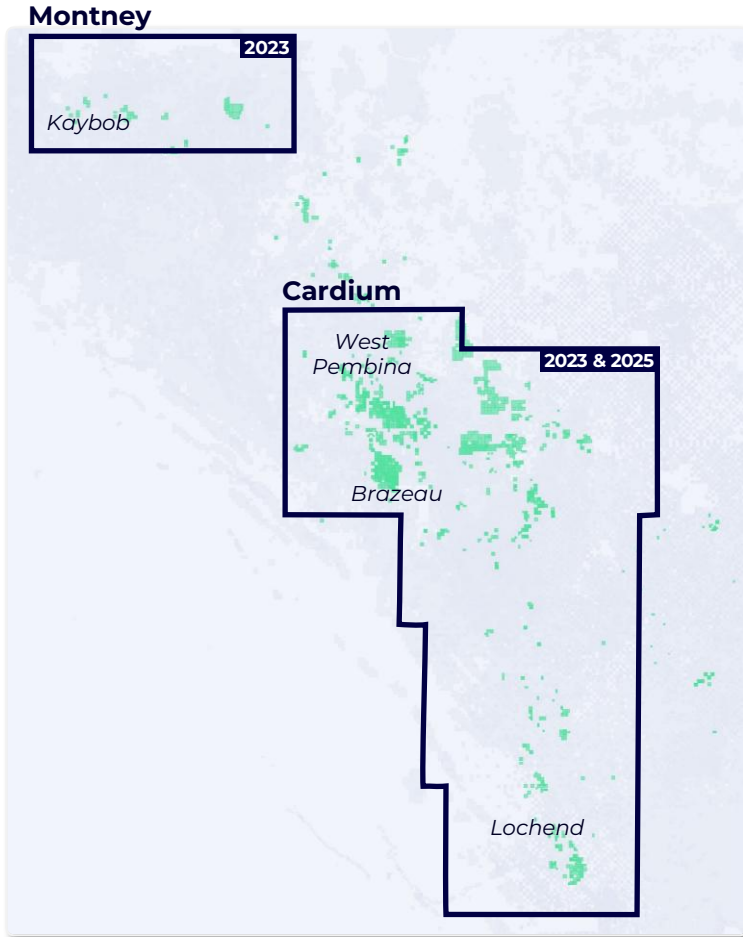 Montney
2023
Kaybob
Cardium
West
Pembina
2023 & 2025
Brazeau
Lochend